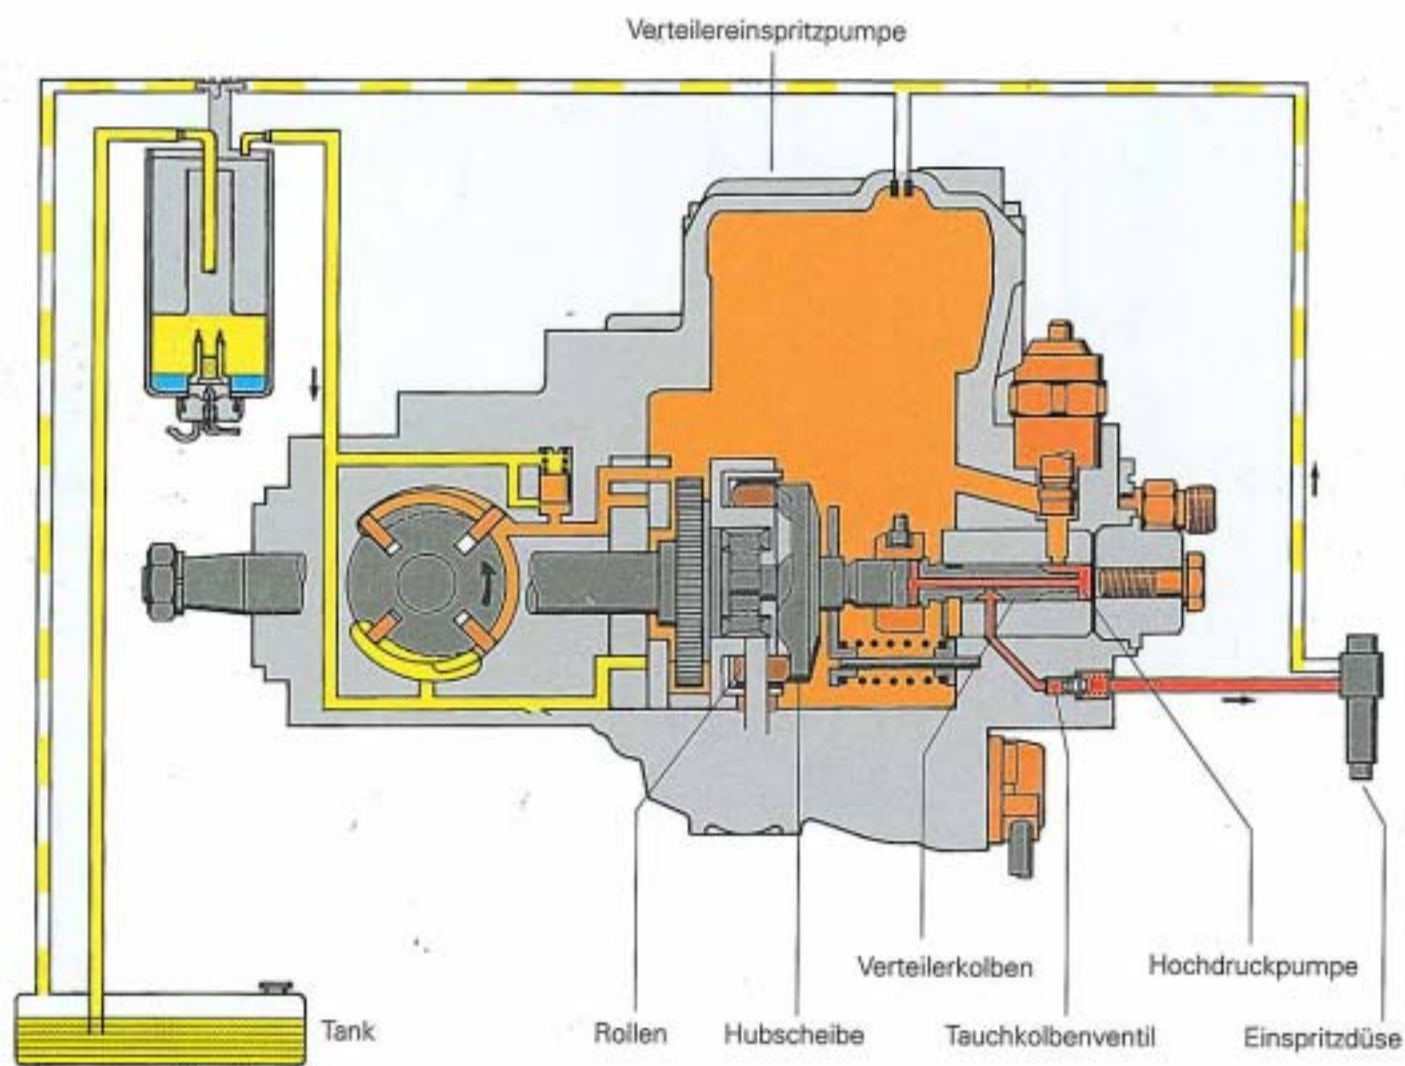 Verteilereinspritzpumpe
Verteilerkolben
Hochdruckpumpe
Tank
Rollen
Hubscheibe
Tauchkolbenventil
Einspritzdüse